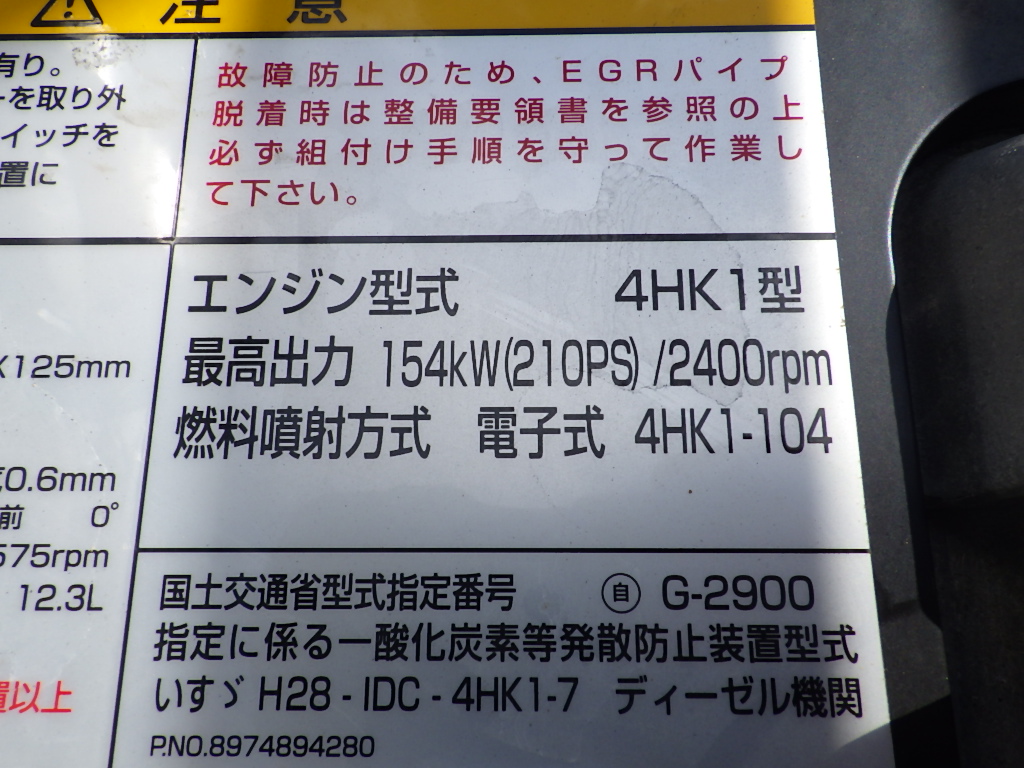 注意
有り。
ーを取り外
イッチを
置に
故障防止のため、EGRパイプ
脱着時は整備要領書を参照の上
必ず組付け手順を守って作業し
て下さい。
X125mm
0.6mm
前 0°
575rpm
12.3L
置以上
エンジン型式 4HK1型
最高出力 154kW(210PS)/2400rpm
燃料噴射方式 電子式 4HK1-104
国土交通省型式指定番号 自 G-2900
指定に係る一酸化炭素等発散防止装置型式
いすゞ H28-IDC-4HK1-7 ディーゼル機関
P.NO.8974894280